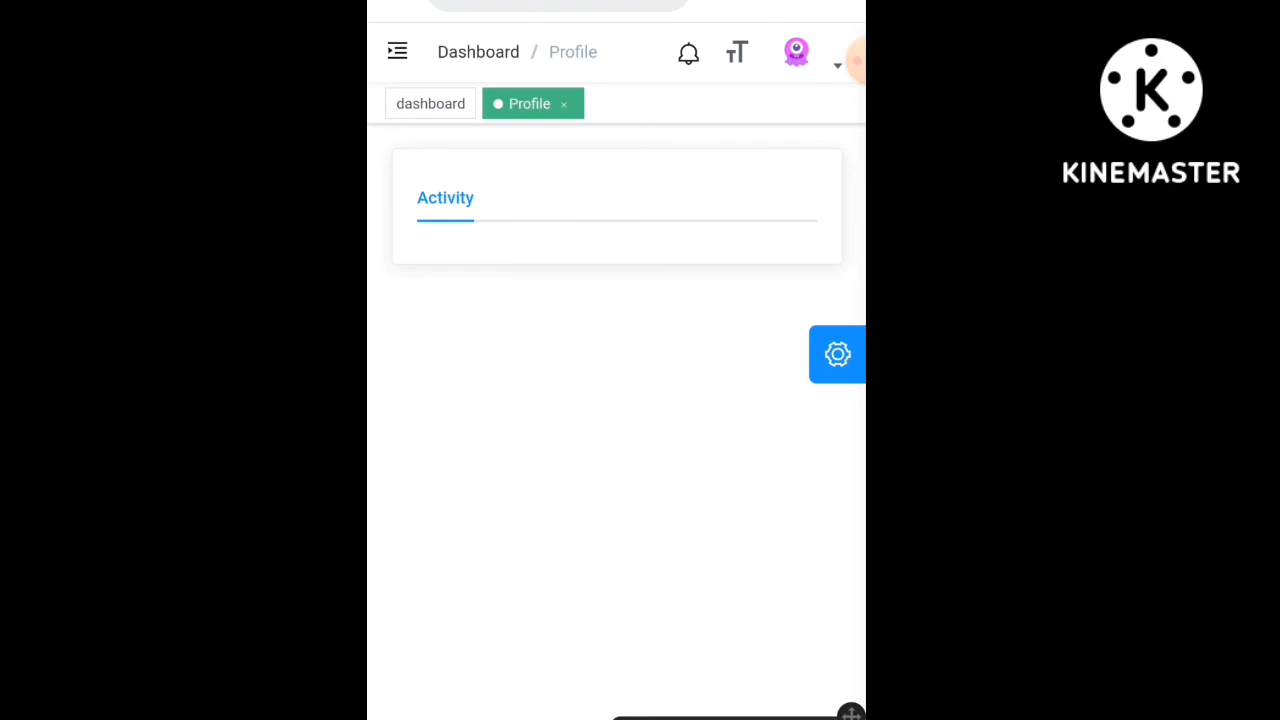 Dashboard / Profile
dashboard
Profile ×
Activity
K
KINEMASTER